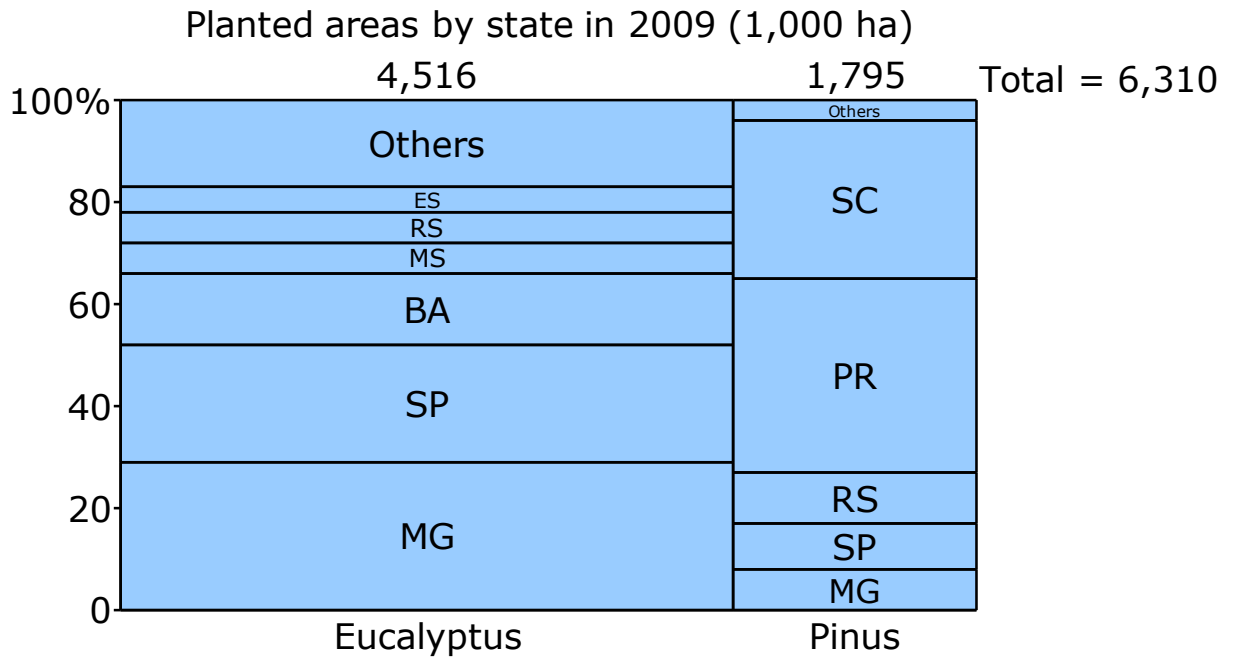 Planted areas by state in 2009 (1,000 ha)
4,516 1,795 Total = 6,310
100%
Others Others
80
ES
SC
RS
MS
60
BA
PR
40
SP
RS
20
MG
SP
MG
0
Eucalyptus Pinus